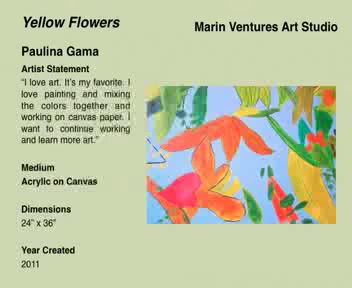 Yellow Flowers
Marin Ventures Art Studio
Paulina Gama
Artist Statement
“I love art. It’s my favorite. I
love painting and mixing
the colors together and
working on canvas paper. I
want to continue working
and learn more art.”
Medium
Acrylic on Canvas
Dimensions
24” x 36”
Year Created
2011